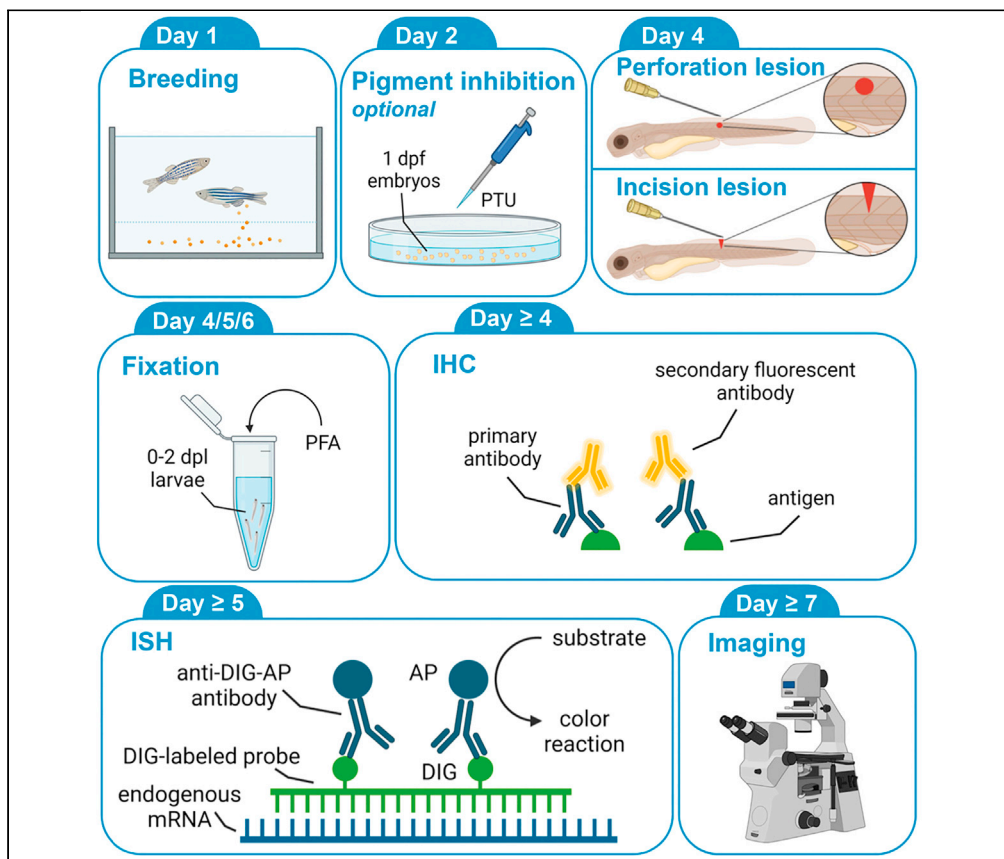 Day 1
Breeding
Day 2
Pigment inhibition
optional
1 dpf
embryos
PTU
Day 4
Perforation lesion
Incision lesion
Day 4/5/6
Fixation
0-2 dpl
larvae
PFA
Day ≥ 4
IHC
primary
antibody
secondary fluorescent
antibody
antigen
Day ≥ 5
ISH
anti-DIG-AP
antibody
AP
substrate
color
reaction
DIG-labeled probe
DIG
endogenous
mRNA
Day ≥ 7
Imaging